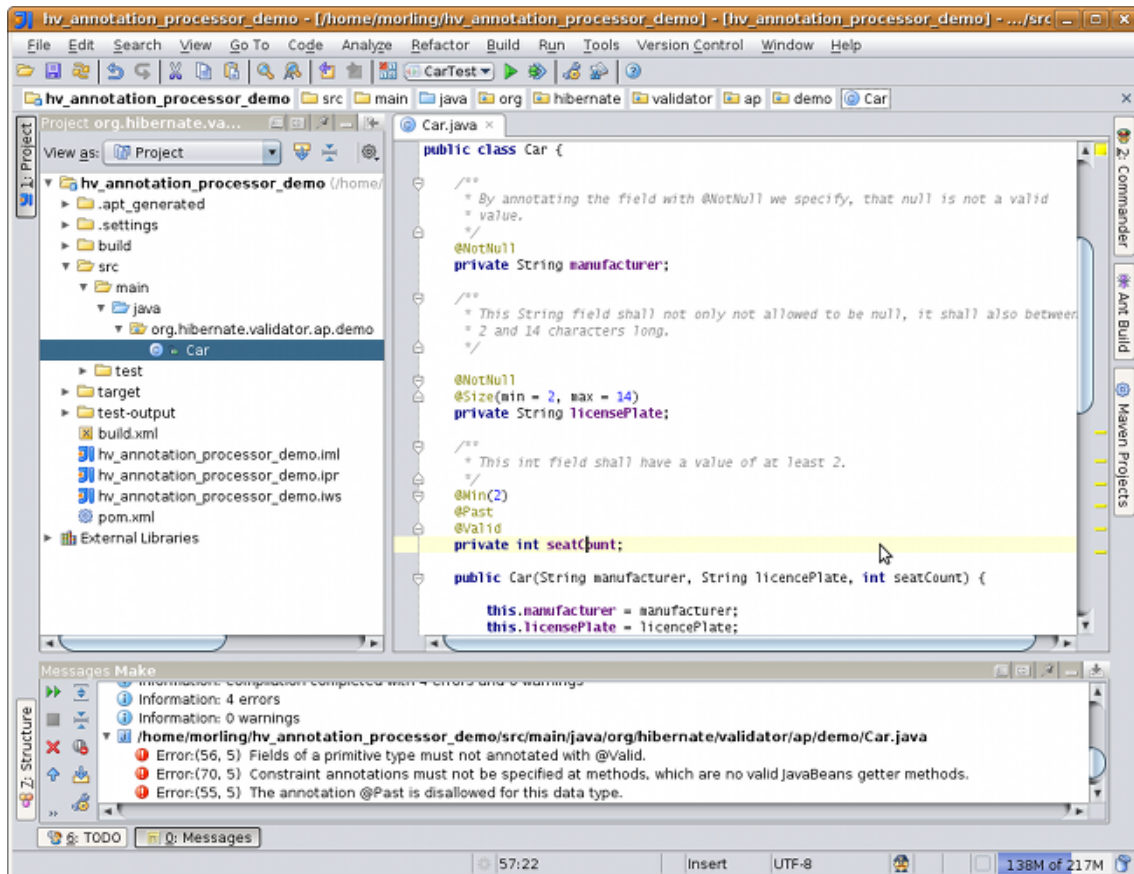 hv_annotation_processor_demo - [/home/morling/hv_annotation_processor_demo] - [hv_annotation_processor_demo] - .../src
File Edit Search View Go To Code Analyze Refactor Build Run Tools Version Control Window Help
CarTest
hv_annotation_processor_demo src main java org hibernate validator ap demo Car
1: Project
Project org.hibernate.va...
View as: Project
hv_annotation_processor_demo (/home/
.apt_generated
.settings
build
src
main
java
org.hibernate.validator.ap.demo
Car
test
target
test-output
build.xml
hv_annotation_processor_demo.iml
hv_annotation_processor_demo.ipr
hv_annotation_processor_demo.iws
pom.xml
External Libraries
Car.java
public class Car {
/**
* By annotating the field with @NotNull we specify, that null is not a valid
* value.
*/
@NotNull
private String manufacturer;
/**
* This String field shall not only not allowed to be null, it shall also between
* 2 and 14 characters long.
*/
@NotNull
@Size(min = 2, max = 14)
private String licensePlate;
/**
* This int field shall have a value of at least 2.
*/
@Min(2)
@Past
@Valid
private int seatCount;
public Car(String manufacturer, String licencePlate, int seatCount) {
this.manufacturer = manufacturer;
this.licensePlate = licencePlate;
2: Commander
Ant Build
Maven Projects
Messages Make
Information: Compilation completed with 4 errors and 0 warnings
Information: 4 errors
Information: 0 warnings
/home/morling/hv_annotation_processor_demo/src/main/java/org/hibernate/validator/ap/demo/Car.java
Error:(56, 5) Fields of a primitive type must not annotated with @Valid.
Error:(70, 5) Constraint annotations must not be specified at methods, which are no valid JavaBeans getter methods.
Error:(55, 5) The annotation @Past is disallowed for this data type.
Z: Structure
6: TODO
0: Messages
57:22 Insert UTF-8 138M of 217M